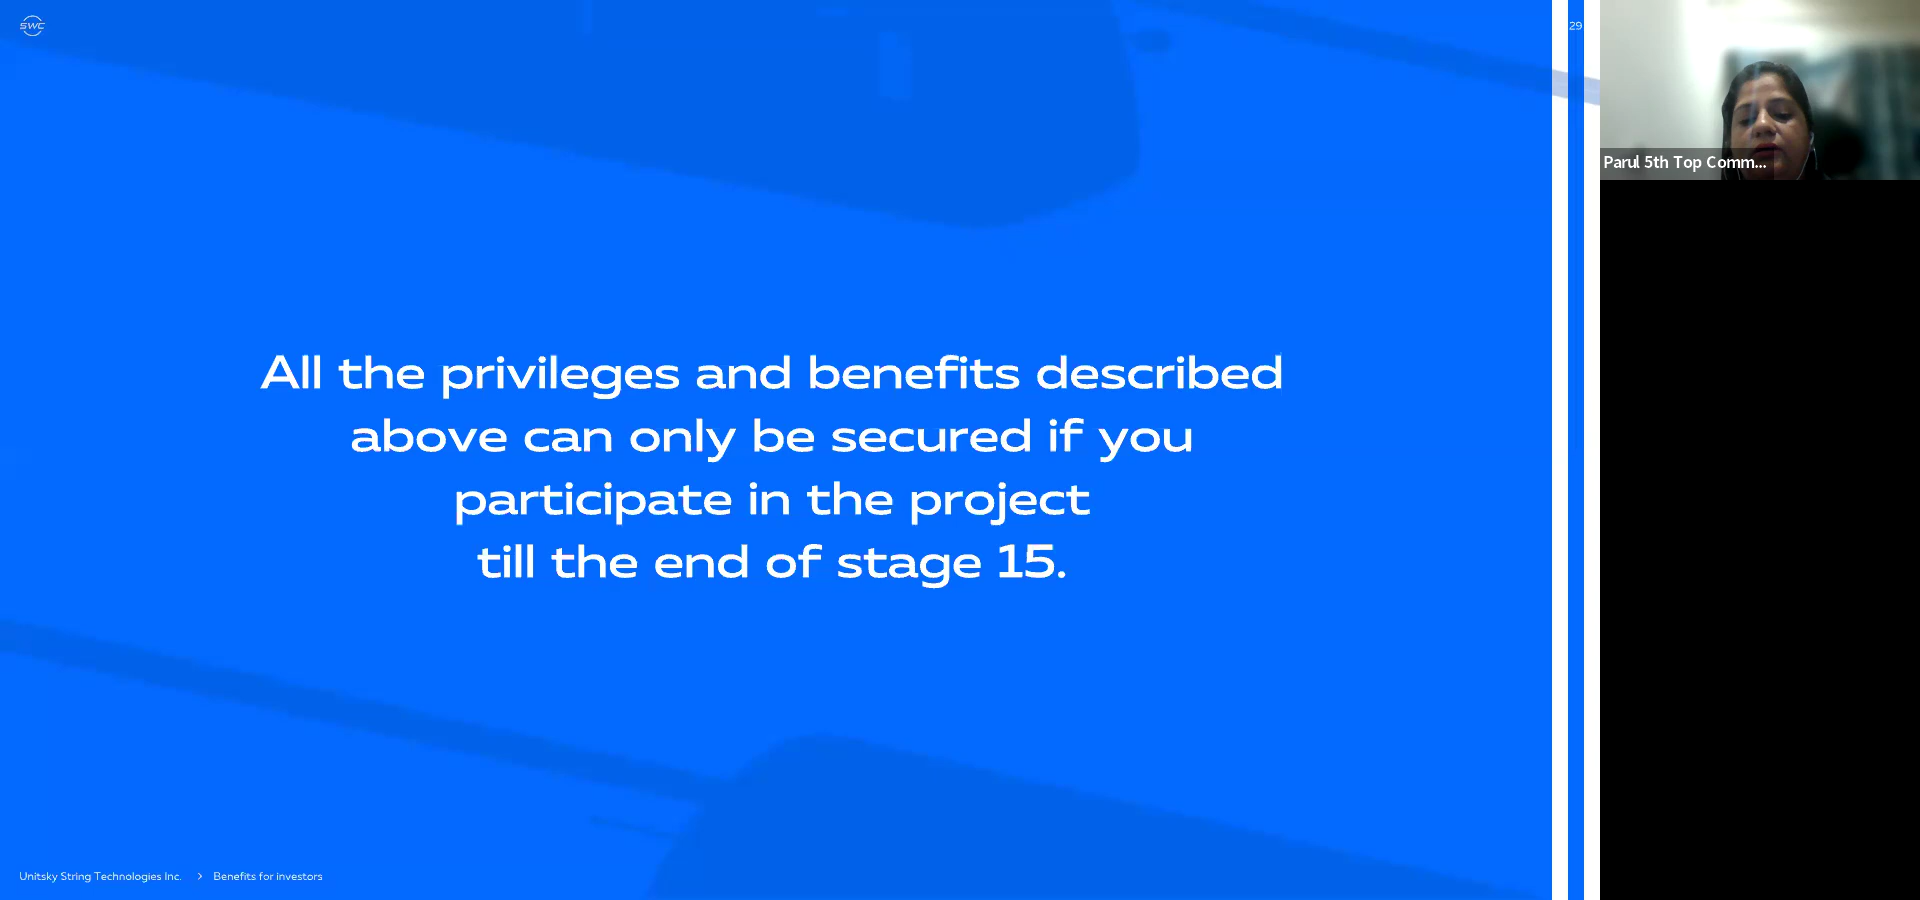 SWC
29
Parul 5th Top Comm...
All the privileges and benefits described
above can only be secured if you
participate in the project
till the end of stage 15.
Unitsky String Technologies Inc. > Benefits for investors